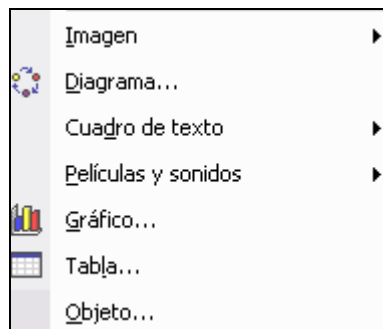 Imagen
Diagrama...
Cuadro de texto
Películas y sonidos
Gráfico...
Tabla...
Objeto...